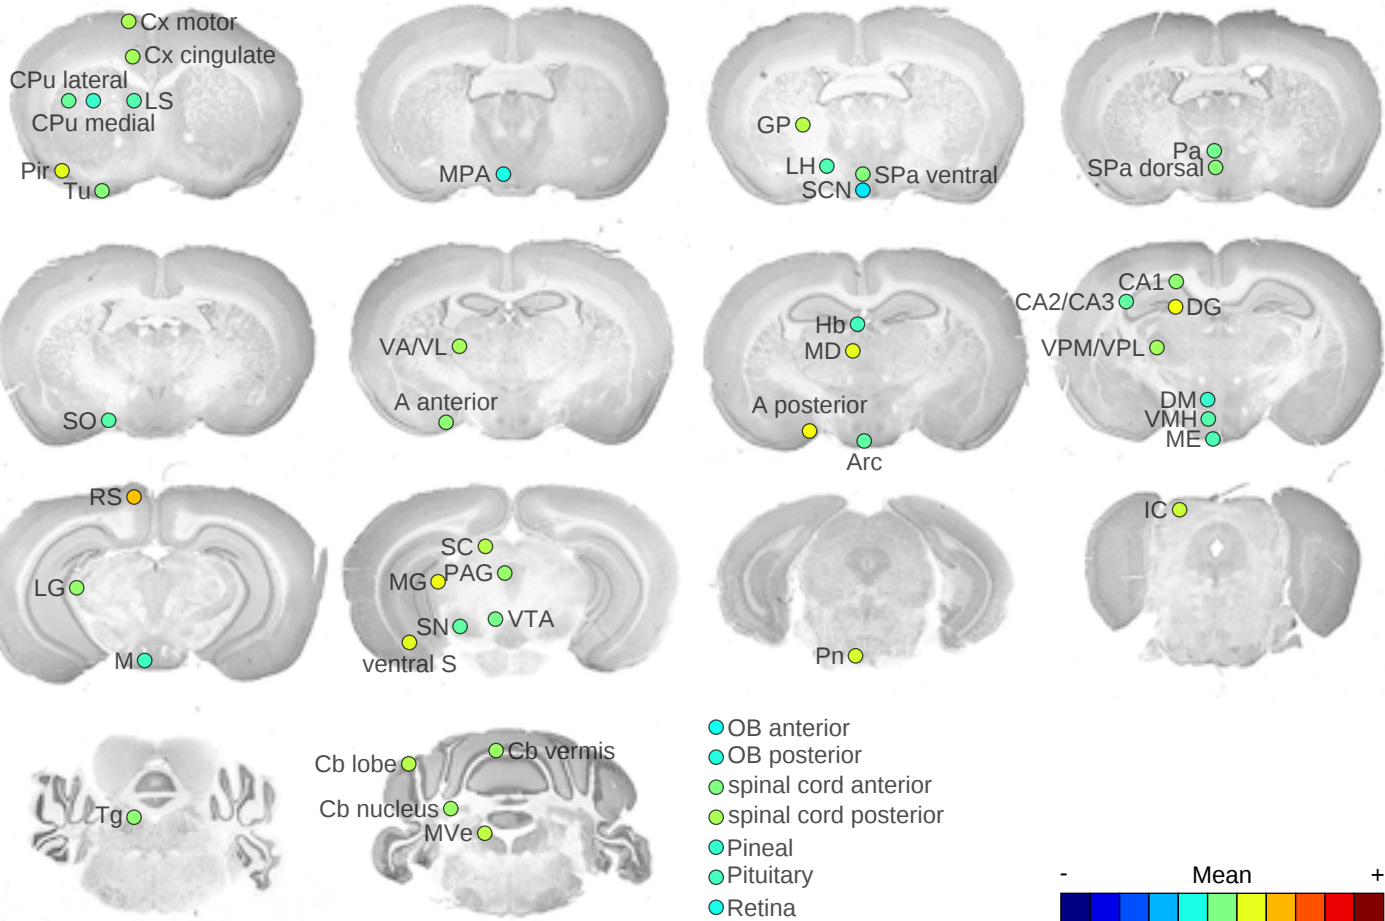 Cx motor
Cx cingulate
CPu lateral
LS
CPu medial
Pir
Tu
MPA
GP
LH
SPa ventral
SCN
Pa
SPa dorsal
SO
VA/VL
A anterior
Hb
MD
A posterior
Arc
CA1
CA2/CA3
DG
VPM/VPL
DM
VMH
ME
RS
LG
M
SC
PAG
MG
SN
VTA
ventral S
Pn
IC
Tg
Cb lobe
Cb vermis
Cb nucleus
MVe
OB anterior
OB posterior
spinal cord anterior
spinal cord posterior
Pineal
Pituitary
Retina
- Mean +